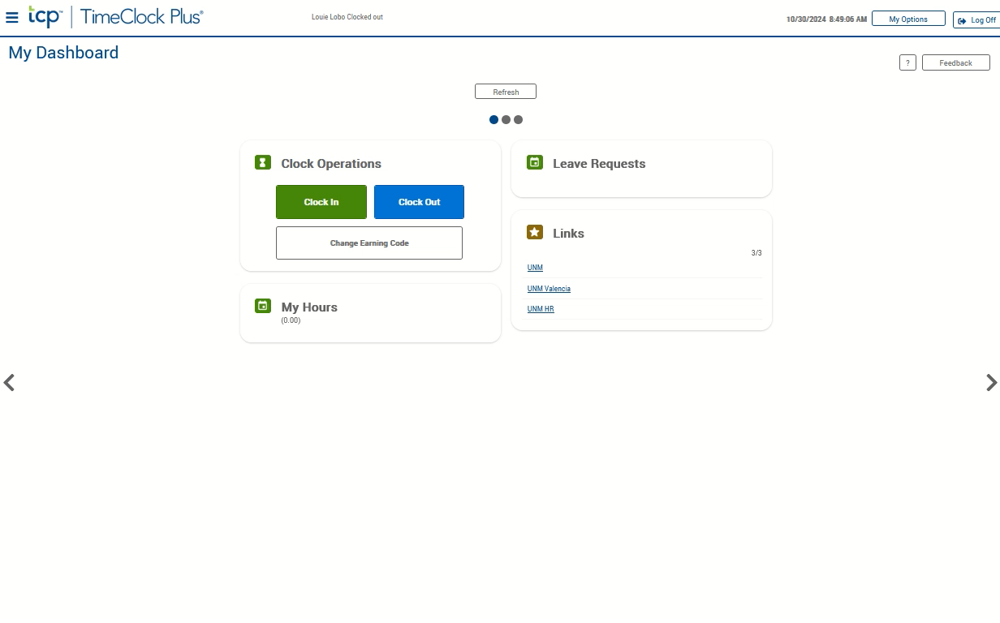 tcp™ | TimeClock Plus®
Louie Lobo Clocked out
10/30/2024 8:49:06 AM
My Options
Log Off
My Dashboard
?
Feedback
Refresh
Clock Operations
Clock In
Clock Out
Change Earning Code
My Hours
(0.00)
Leave Requests
Links
3/3
UNM
UNM Valencia
UNM HR